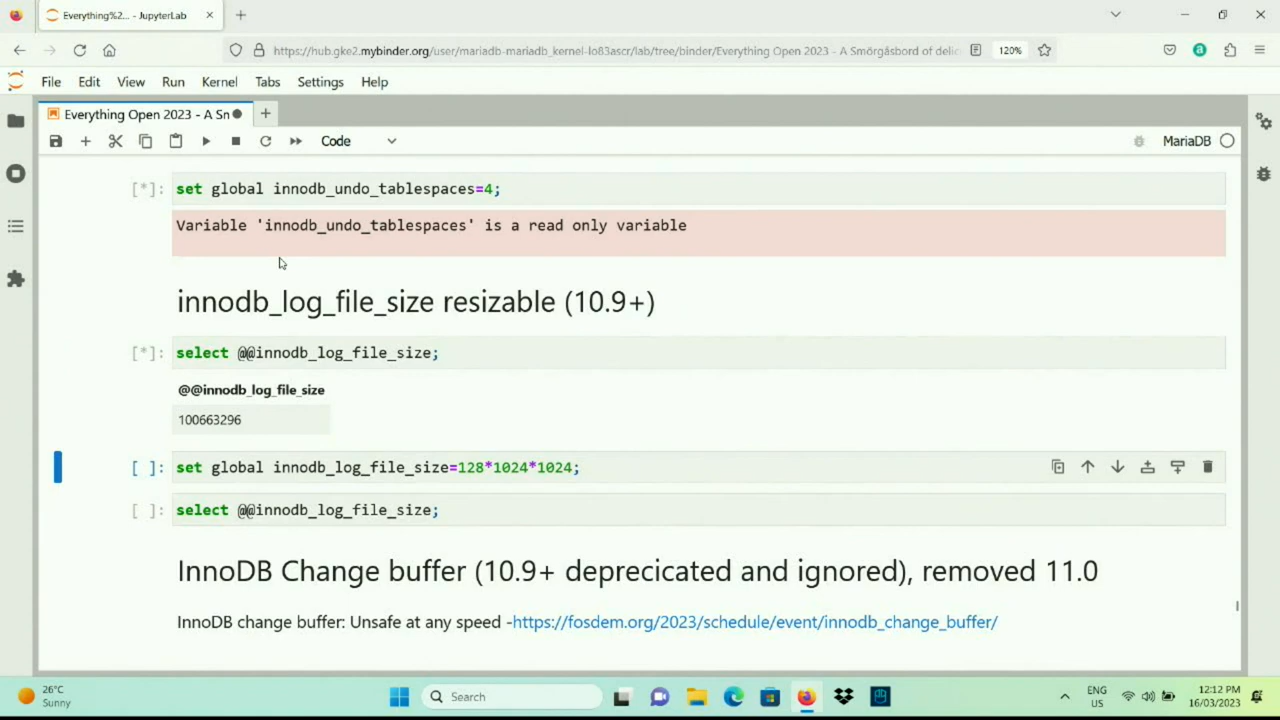 Everything%2... - JupyterLab
https://hub.gke2.mybinder.org/user/mariadb-mariadb_kernel-lo83ascr/lab/tree/binder/Everything Open 2023 - A Smörgåsbord of delic
120%
File Edit View Run Kernel Tabs Settings Help
Everything Open 2023 - A Sn
Code
MariaDB
[*]: set global innodb_undo_tablespaces=4;
Variable 'innodb_undo_tablespaces' is a read only variable
innodb_log_file_size resizable (10.9+)
[*]: select @@innodb_log_file_size;
@@innodb_log_file_size
100663296
[ ]: set global innodb_log_file_size=128*1024*1024;
[ ]: select @@innodb_log_file_size;
InnoDB Change buffer (10.9+ depricicated and ignored), removed 11.0
InnoDB change buffer: Unsafe at any speed -https://fosdem.org/2023/schedule/event/innodb_change_buffer/
26°C
Sunny
Search
ENG
US
12:12 PM
16/03/2023